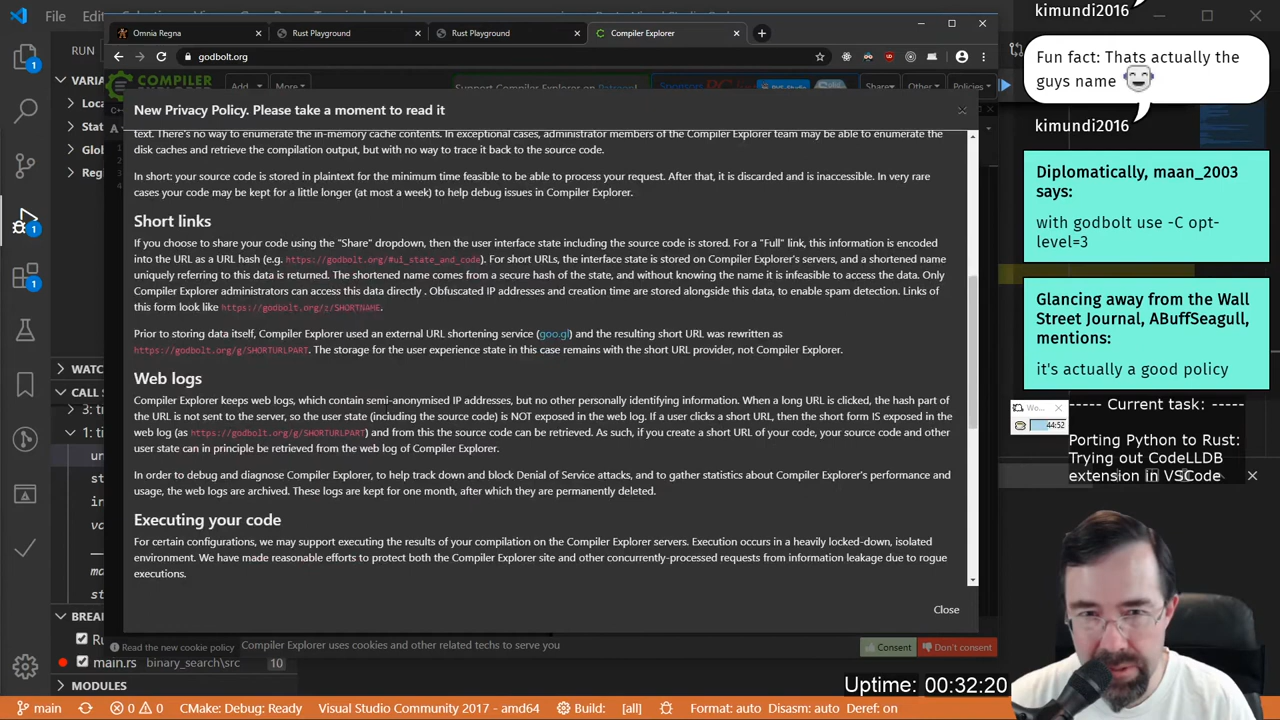 File
Edit
Omnia Regna
Rust Playground
Rust Playground
Compiler Explorer
godbolt.org
RUN
VARIA
Loca
Stat
Glob
Reg
WATC
CALL S
3: ti
1: ti
COMPILER
Add
More
Support Compiler Explorer on Patreon
Sponsors
Share
Other
Policies
New Privacy Policy. Please take a moment to read it
text. There's no way to enumerate the in-memory cache contents. In exceptional cases, administrator members of the Compiler Explorer team may be able to enumerate the
disk caches and retrieve the compilation output, but with no way to trace it back to the source code.
In short: your source code is stored in plaintext for the minimum time feasible to be able to process your request. After that, it is discarded and is inaccessible. In very rare
cases your code may be kept for a little longer (at most a week) to help debug issues in Compiler Explorer.
Short links
If you choose to share your code using the "Share" dropdown, then the user interface state including the source code is stored. For a "Full" link, this information is encoded
into the URL as a URL hash (e.g. https://godbolt.org/#ui_state_and_code). For short URLs, the interface state is stored on Compiler Explorer's servers, and a shortened name
uniquely referring to this data is returned. The shortened name comes from a secure hash of the state, and without knowing the name it is infeasible to access the data. Only
Compiler Explorer administrators can access this data directly . Obfuscated IP addresses and creation time are stored alongside this data, to enable spam detection. Links of
this form look like https://godbolt.org/z/SHORTNAME.
Prior to storing data itself, Compiler Explorer used an external URL shortening service (goo.gl) and the resulting short URL was rewritten as
https://godbolt.org/g/SHORTURLPART. The storage for the user experience state in this case remains with the short URL provider, not Compiler Explorer.
Web logs
Compiler Explorer keeps web logs, which contain semi-anonymised IP addresses, but no other personally identifying information. When a long URL is clicked, the hash part of
the URL is not sent to the server, so the user state (including the source code) is NOT exposed in the web log. If a user clicks a short URL, then the short form IS exposed in the
web log (as https://godbolt.org/g/SHORTURLPART) and from this the source code can be retrieved. As such, if you create a short URL of your code, your source code and other
user state can in principle be retrieved from the web log of Compiler Explorer.
In order to debug and diagnose Compiler Explorer, to help track down and block Denial of Service attacks, and to gather statistics about Compiler Explorer's performance and
usage, the web logs are archived. These logs are kept for one month, after which they are permanently deleted.
Executing your code
For certain configurations, we may support executing the results of your compilation on the Compiler Explorer servers. Execution occurs in a heavily locked-down, isolated
environment. We have made reasonable efforts to protect both the Compiler Explorer site and other concurrently-processed requests from information leakage due to rogue
executions.
Close
Read the new cookie policy
Compiler Explorer uses cookies and other related techs to serve you
Consent
Don't consent
BREA
Ru
main.rs binary_search\src 10
MODULES
main
0
0
CMake: Debug: Ready
Visual Studio Community 2017 - amd64
Build:
[all]
Format: auto
Disasm: auto
Deref: on
kimundi2016
Fun fact: Thats actually the
guys name
kimundi2016
Diplomatically, maan_2003
says:
with godbolt use -C opt-
level=3
Glancing away from the Wall
Street Journal, ABuffSeagull,
mentions:
it's actually a good policy
Wo...
44:52
----- Current task: -----
Porting Python to Rust:
Trying out CodeLLDB
extension in VSCode
Uptime: 00:32:20